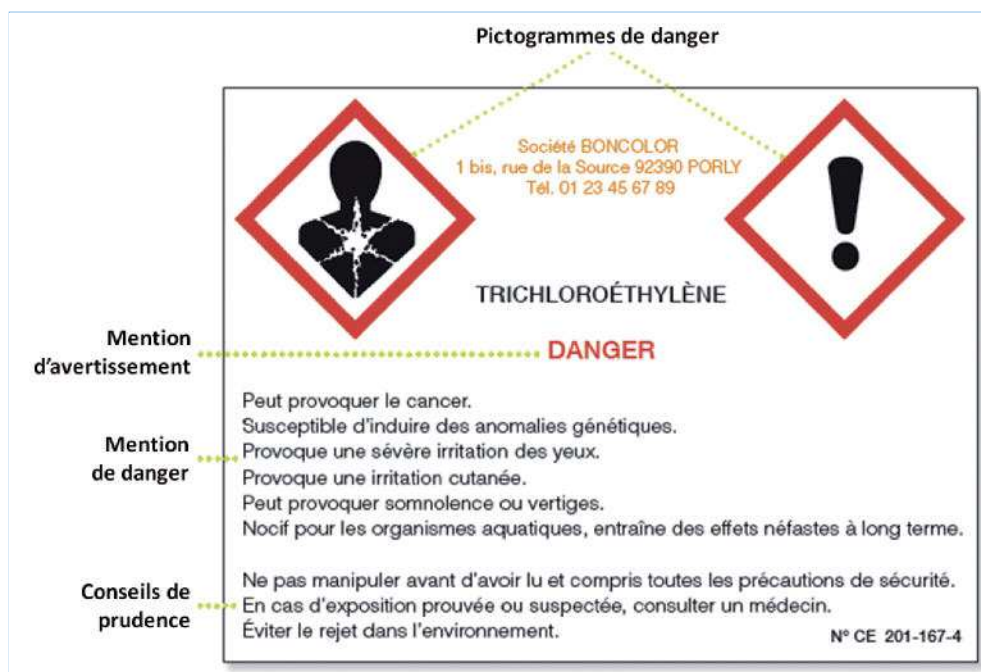 Pictogrammes de danger
Société BONCOLOR
1 bis, rue de la Source 92390 PORLY
Tél. 01 23 45 67 89
TRICHLOROÉTHYLÈNE
Mention
d'avertissement
DANGER
Mention
de danger
Peut provoquer le cancer.
Susceptible d'induire des anomalies génétiques.
Provoque une sévère irritation des yeux.
Provoque une irritation cutanée.
Peut provoquer somnolence ou vertiges.
Nocif pour les organismes aquatiques, entraîne des effets néfastes à long terme.
Conseils de
prudence
Ne pas manipuler avant d'avoir lu et compris toutes les précautions de sécurité.
En cas d'exposition prouvée ou suspectée, consulter un médecin.
Éviter le rejet dans l'environnement.
N° CE 201-167-4